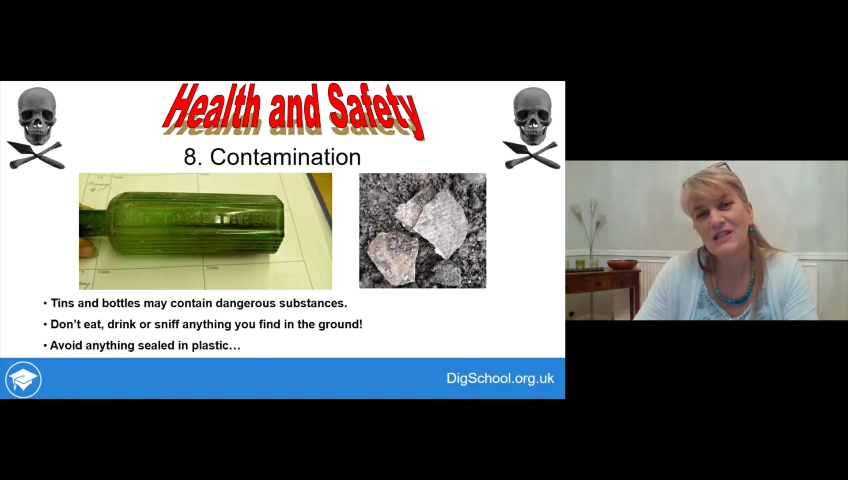 Health and Safety
8. Contamination
• Tins and bottles may contain dangerous substances.
• Don't eat, drink or sniff anything you find in the ground!
• Avoid anything sealed in plastic…
DigSchool.org.uk